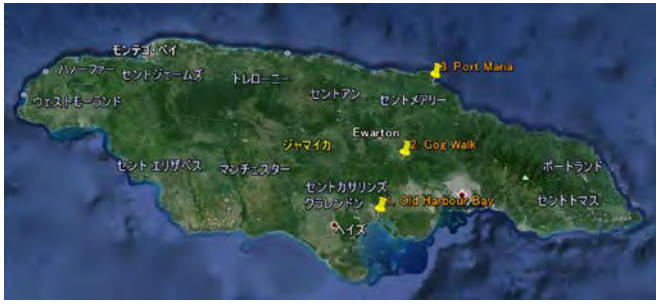 モンテゴ・ベイ
ハノーファー
セントジェームズ
トレローニー
3. Port Maria
ウェストモーランド
セントアン
セントメアリー
Ewarton
ジャマイカ
2. Gog Walk
セント エリザベス
マンチェスター
ポートランド
セントカサリンズ
クラレンドン
1. Old Harbour Bay
セントトマス
ヘイズ